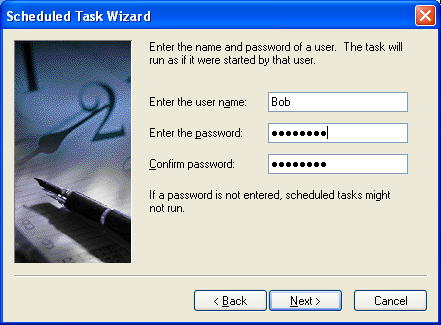 Scheduled Task Wizard
Enter the name and password of a user. The task will
run as if it were started by that user.
Enter the user name: Bob
Enter the password: ●●●●●●●●
Confirm password: ●●●●●●●●
If a password is not entered, scheduled tasks might
not run.
< Back Next > Cancel
2